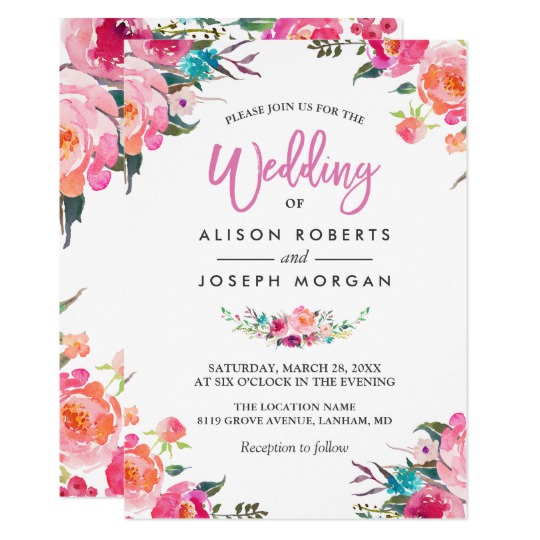 PLEASE JOIN US FOR THE
Wedding
OF
ALISON ROBERTS
and
JOSEPH MORGAN
SATURDAY, MARCH 28, 20XX
AT SIX O'CLOCK IN THE EVENING
THE LOCATION NAME
8119 GROVE AVENUE, LANHAM, MD
Reception to follow